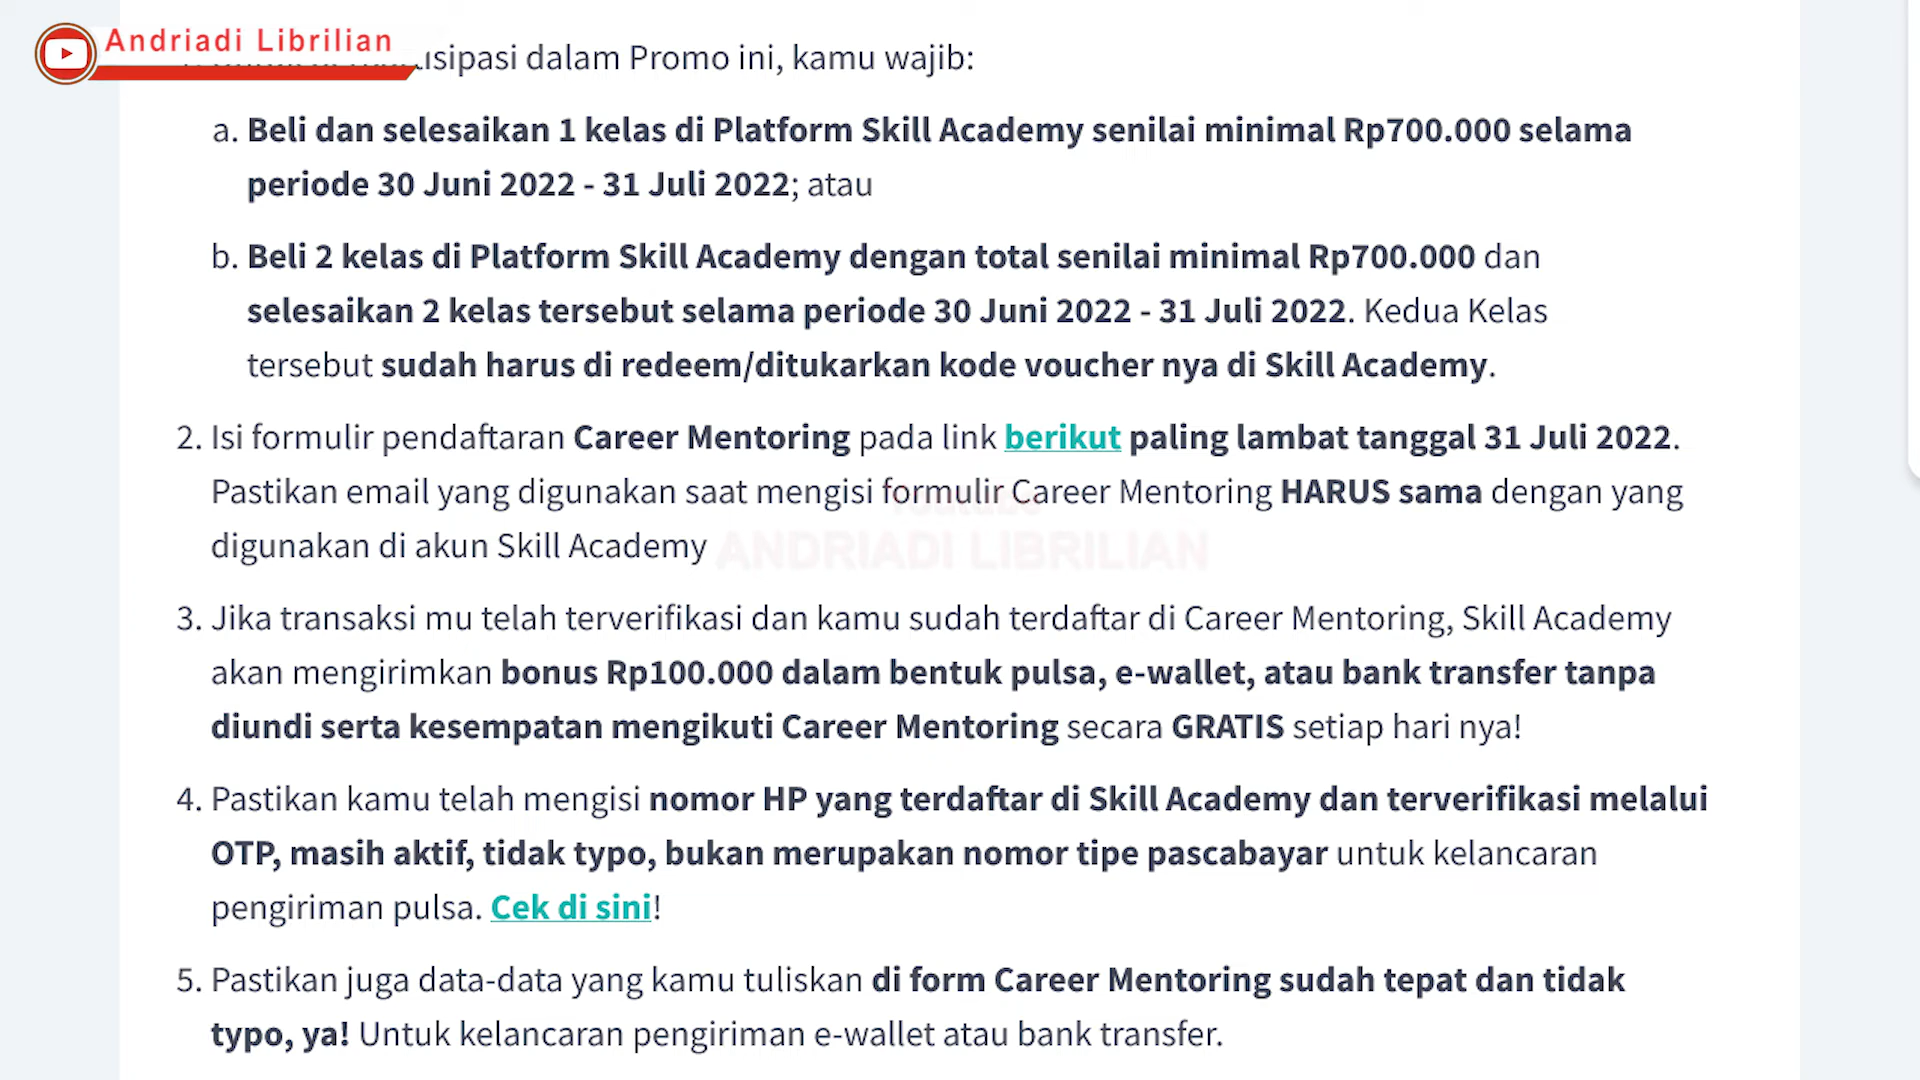 Andriadi Librilian
dalam Promo ini, kamu wajib:
a. Beli dan selesaikan 1 kelas di Platform Skill Academy senilai minimal Rp700.000 selama
periode 30 Juni 2022 - 31 Juli 2022; atau
b. Beli 2 kelas di Platform Skill Academy dengan total senilai minimal Rp700.000 dan
selesaikan 2 kelas tersebut selama periode 30 Juni 2022 - 31 Juli 2022. Kedua Kelas
tersebut sudah harus di redeem/ditukarkan kode voucher nya di Skill Academy.
2. Isi formulir pendaftaran Career Mentoring pada link berikut paling lambat tanggal 31 Juli 2022.
Pastikan email yang digunakan saat mengisi formulir Career Mentoring HARUS sama dengan yang
Youtube
digunakan di akun Skill Academy
ANDRIADI LIBRILIAN
3. Jika transaksi mu telah terverifikasi dan kamu sudah terdaftar di Career Mentoring, Skill Academy
akan mengirimkan bonus Rp100.000 dalam bentuk pulsa, e-wallet, atau bank transfer tanpa
diundi serta kesempatan mengikuti Career Mentoring secara GRATIS setiap hari nya!
4. Pastikan kamu telah mengisi nomor HP yang terdaftar di Skill Academy dan terverifikasi melalui
OTP, masih aktif, tidak typo, bukan merupakan nomor tipe pascabayar untuk kelancaran
pengiriman pulsa. Cek di sini!
5. Pastikan juga data-data yang kamu tuliskan di form Career Mentoring sudah tepat dan tidak
typo, ya! Untuk kelancaran pengiriman e-wallet atau bank transfer.